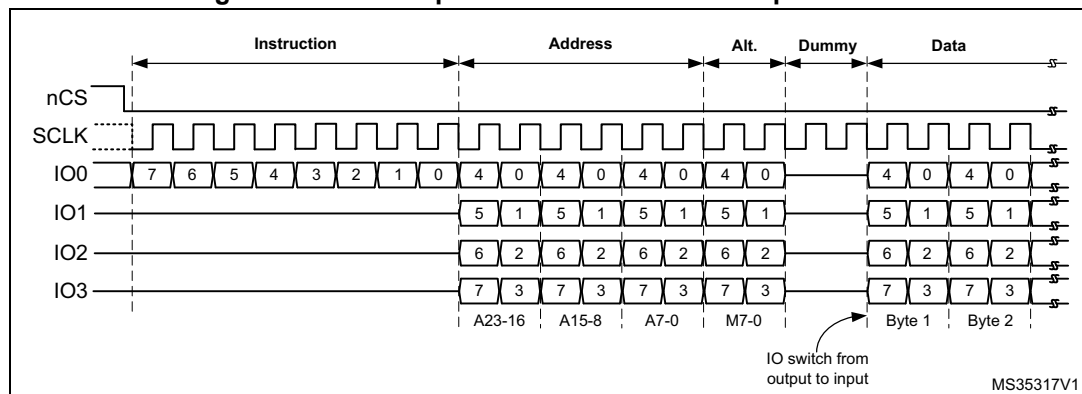 Instruction Address Alt. Dummy Data
nCS
SCLK
IO0 7 6 5 4 3 2 1 0 4 0 4 0 4 0 4 0 4 0 4 0
IO1 5 1 5 1 5 1 5 1 5 1 5 1
IO2 6 2 6 2 6 2 6 2 6 2 6 2
IO3 7 3 7 3 7 3 7 3 7 3 7 3
A23-16 A15-8 A7-0 M7-0 Byte 1 Byte 2
IO switch from
output to input
MS35317V1